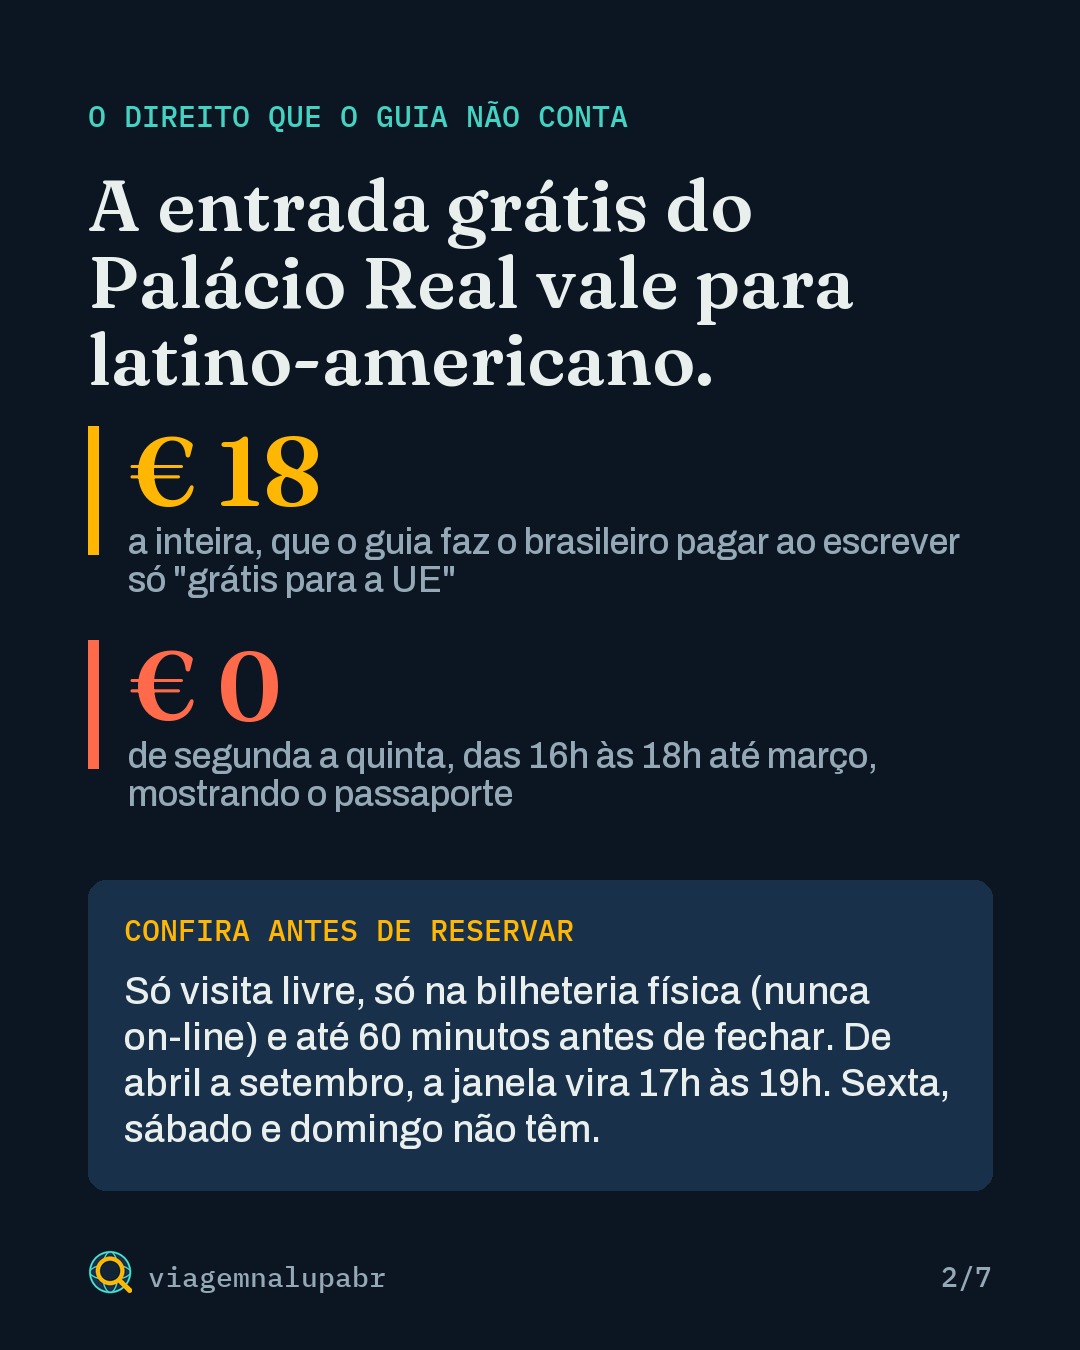 O DIREITO QUE O GUIA NÃO CONTA
A entrada grátis do
Palácio Real vale para
latino-americano.
€ 18
a inteira, que o guia faz o brasileiro pagar ao escrever
só "grátis para a UE"
€ 0
de segunda a quinta, das 16h às 18h até março,
mostrando o passaporte
CONFIRA ANTES DE RESERVAR
Só visita livre, só na bilheteria física (nunca
on-line) e até 60 minutos antes de fechar. De
abril a setembro, a janela vira 17h às 19h. Sexta,
sábado e domingo não têm.
viagemnalupabr
2/7